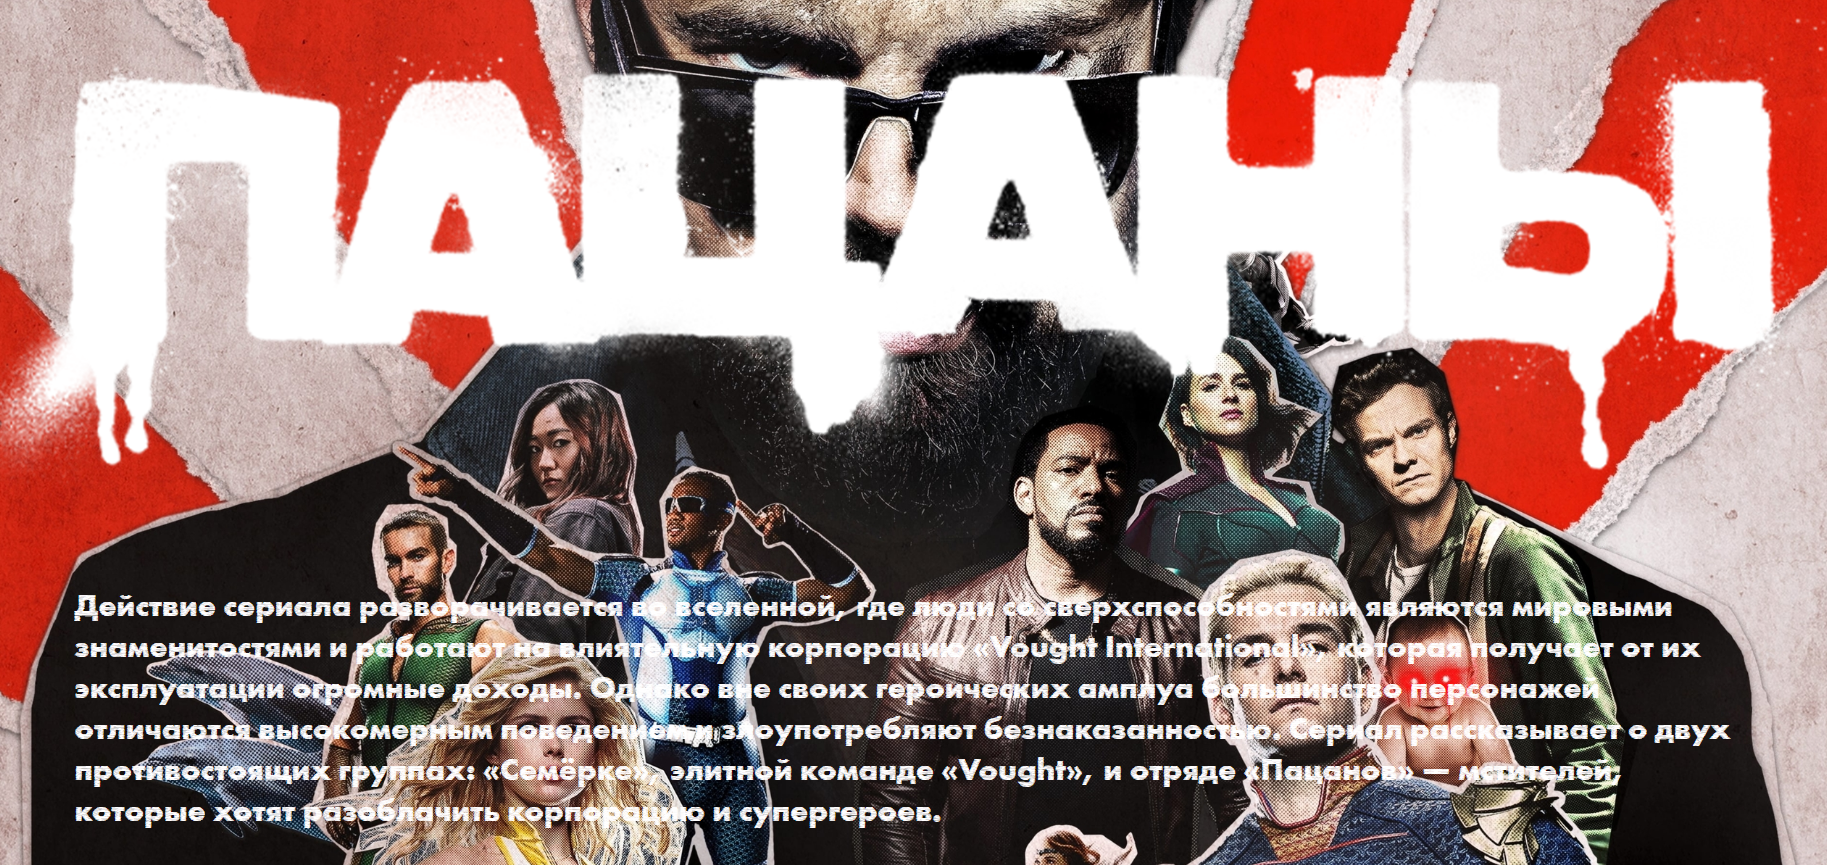 ПАЦАНЫ
Действие сериала разворачивается во вселенной, где люди со сверхспособностями являются мировыми
знаменитостями и работают на влиятельную корпорацию «Vought International», которая получает от их
эксплуатации огромные доходы. Однако вне своих героических амплуа большинство персонажей
отличаются высокомерным поведением и злоупотребляют безнаказанностью. Сериал рассказывает о двух
противостоящих группах: «Семёрке», элитной команде «Vought», и отряде «Пацанов» — мстителей,
которые хотят разоблачить корпорацию и супергероев.